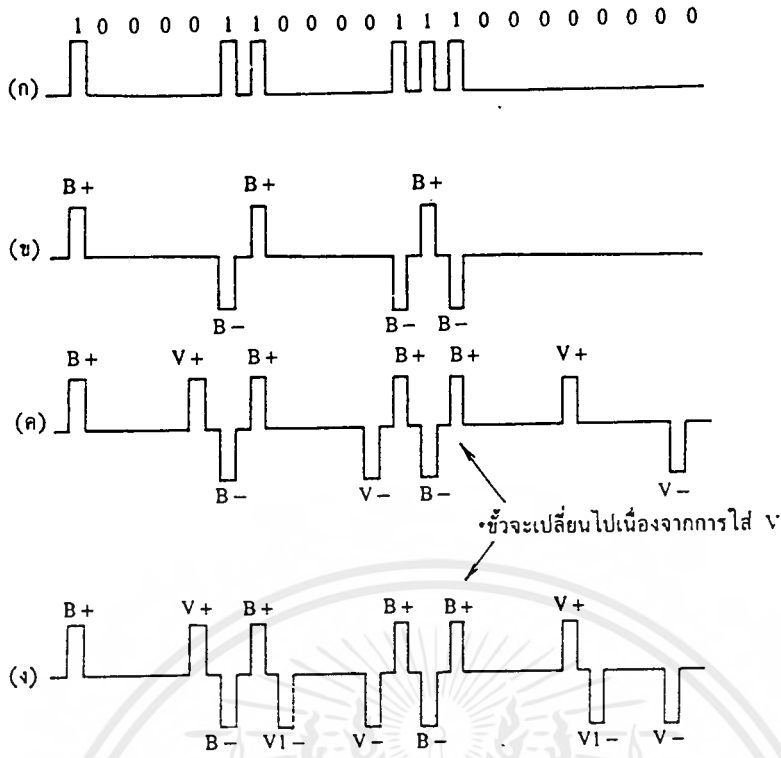 1 0 0 0 0 1 1 0 0 0 0 1 1 1 0 0 0 0 0 0 0 0
(ก)
B+ B+ B+
(ข)
B− B− B−
B+ V+ B+ B+ B+ V+
(ค)
B− V− B− V−
•ขั้วจะเปลี่ยนไปเนื่องจากการใส่ V
B+ V+ B+ B+ B+ V+
(ง)
B− V1− V− B− V1− V−